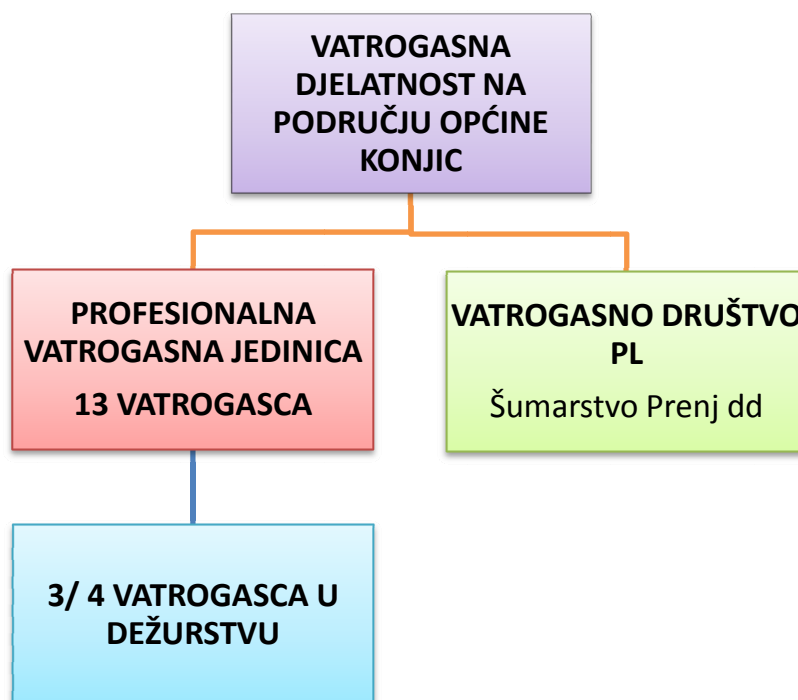 VATROGASNA
DJELATNOST NA
PODRUČJU OPĆINE
KONJIC
PROFESIONALNA
VATROGASNA JEDINICA
13 VATROGASCA
VATROGASNO DRUŠTVO
PL
Šumarstvo Prenj dd
3/ 4 VATROGASCA U
DEŽURSTVU